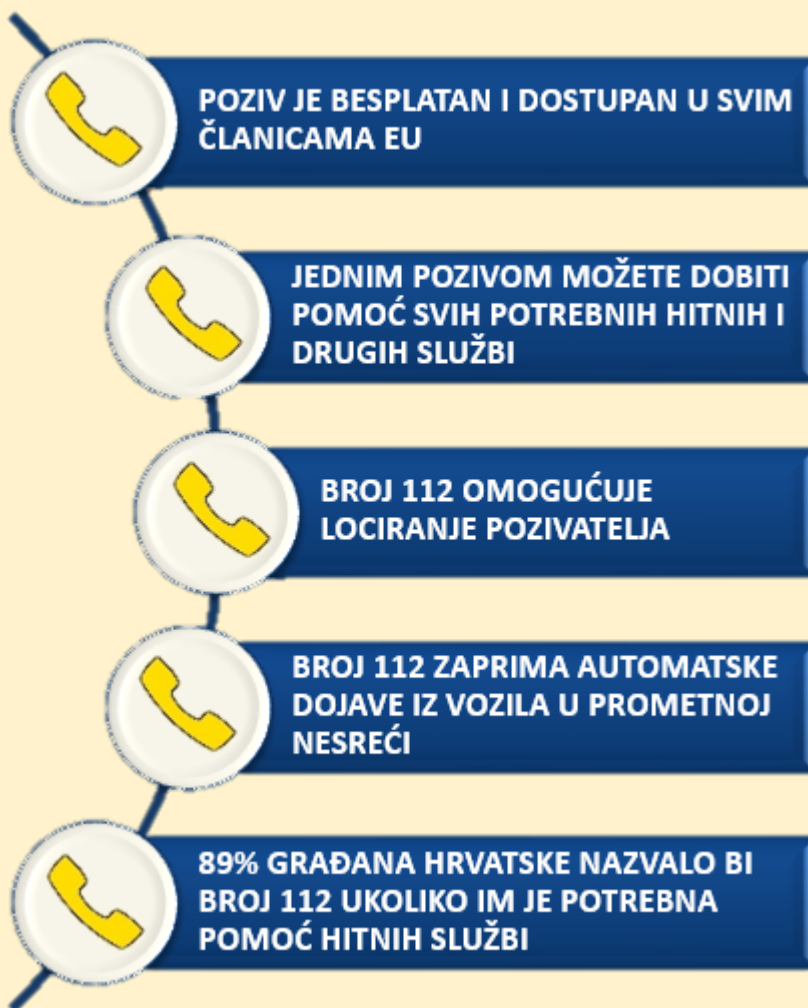 POZIV JE BESPLATAN I DOSTUPAN U SVIM
ČLANICAMA EU
JEDNIM POZIVOM MOŽETE DOBITI
POMOĆ SVIH POTREBNIH HITNIH I
DRUGIH SLUŽBI
BROJ 112 OMOGUĆUJE
LOCIRANJE POZIVATELJA
BROJ 112 ZAPRIMA AUTOMATSKE
DOJAVE IZ VOZILA U PROMETNOJ
NESREĆI
89% GRAĐANA HRVATSKE NAZVALO BI
BROJ 112 UKOLIKO IM JE POTREBNA
POMOĆ HITNIH SLUŽBI